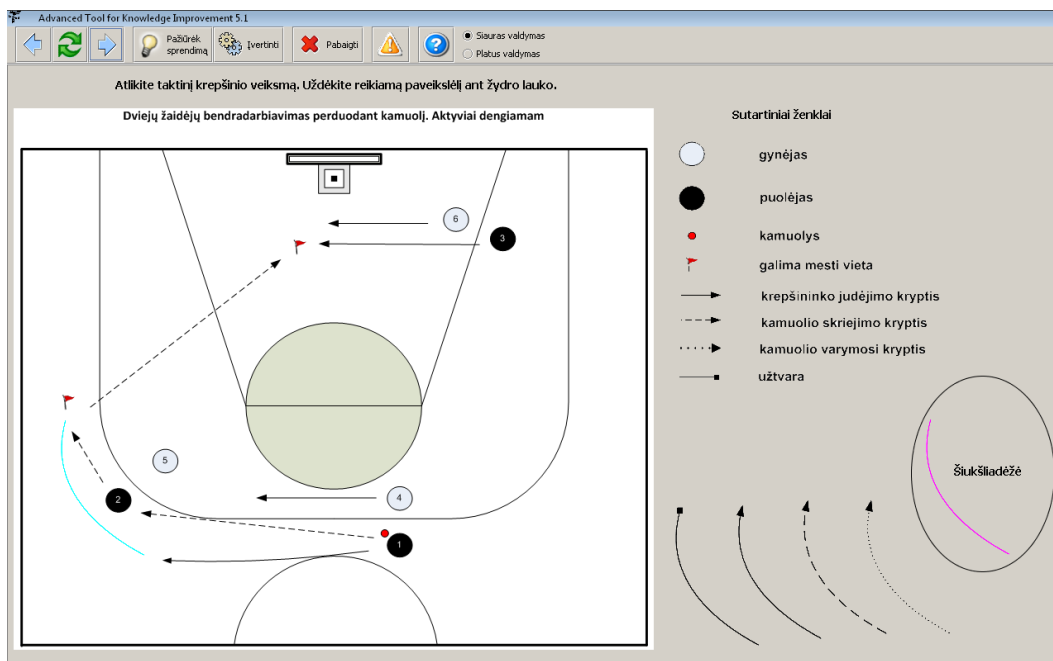 Advanced Tool for Knowledge Improvement 5.1
Pažiūrėk
sprendimą
Įvertinti
Pabaigti
Siauras valdymas
Platus valdymas
Atlikite taktinį krepšinio veiksmą. Uždėkite reikiamą paveikslėlį ant žydro lauko.
Dviejų žaidėjų bendradarbiavimas perduodant kamuolį. Aktyviai dengiamam
Sutartiniai ženklai
gynėjas
puolėjas
kamuolys
galima mesti vieta
krepšininko judėjimo kryptis
kamuolio skriejimo kryptis
kamuolio varymosi kryptis
užtvara
6
3
5
2
4
1
Šiukšliadėžė